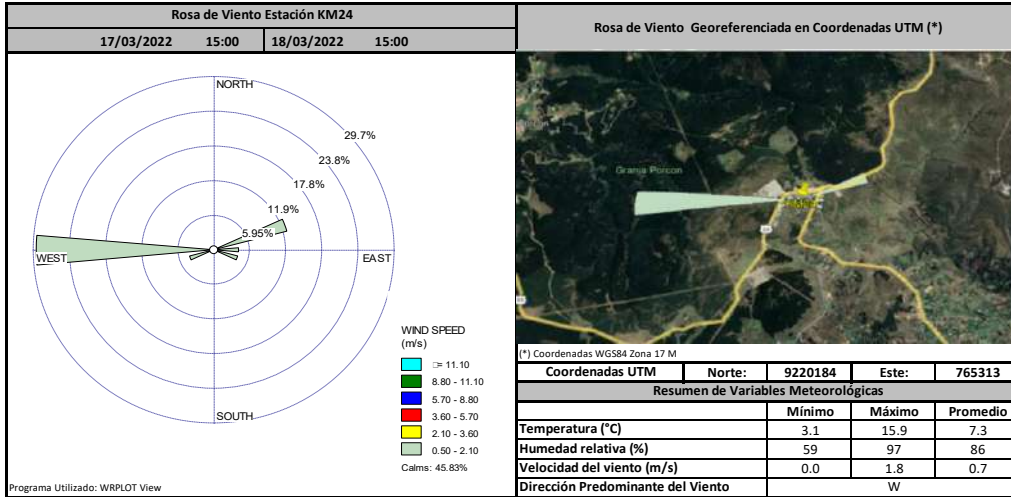 Rosa de Viento Estación KM24
17/03/2022 15:00 18/03/2022 15:00
NORTH
29.7%
23.8%
17.8%
11.9%
5.95%
WEST
EAST
SOUTH
WIND SPEED
(m/s)
= 11.10
8.80 - 11.10
5.70 - 8.80
3.60 - 5.70
2.10 - 3.60
0.50 - 2.10
Calms: 45.83%
Programa Utilizado: WRPLOT View
Rosa de Viento Georeferenciada en Coordenadas UTM (*)
Granja Porcon
(*) Coordenadas WGS84 Zona 17 M
Coordenadas UTM Norte: 9220184 Este: 765313
Resumen de Variables Meteorológicas
Mínimo Máximo Promedio
Temperatura (°C) 3.1 15.9 7.3
Humedad relativa (%) 59 97 86
Velocidad del viento (m/s) 0.0 1.8 0.7
Dirección Predominante del Viento W